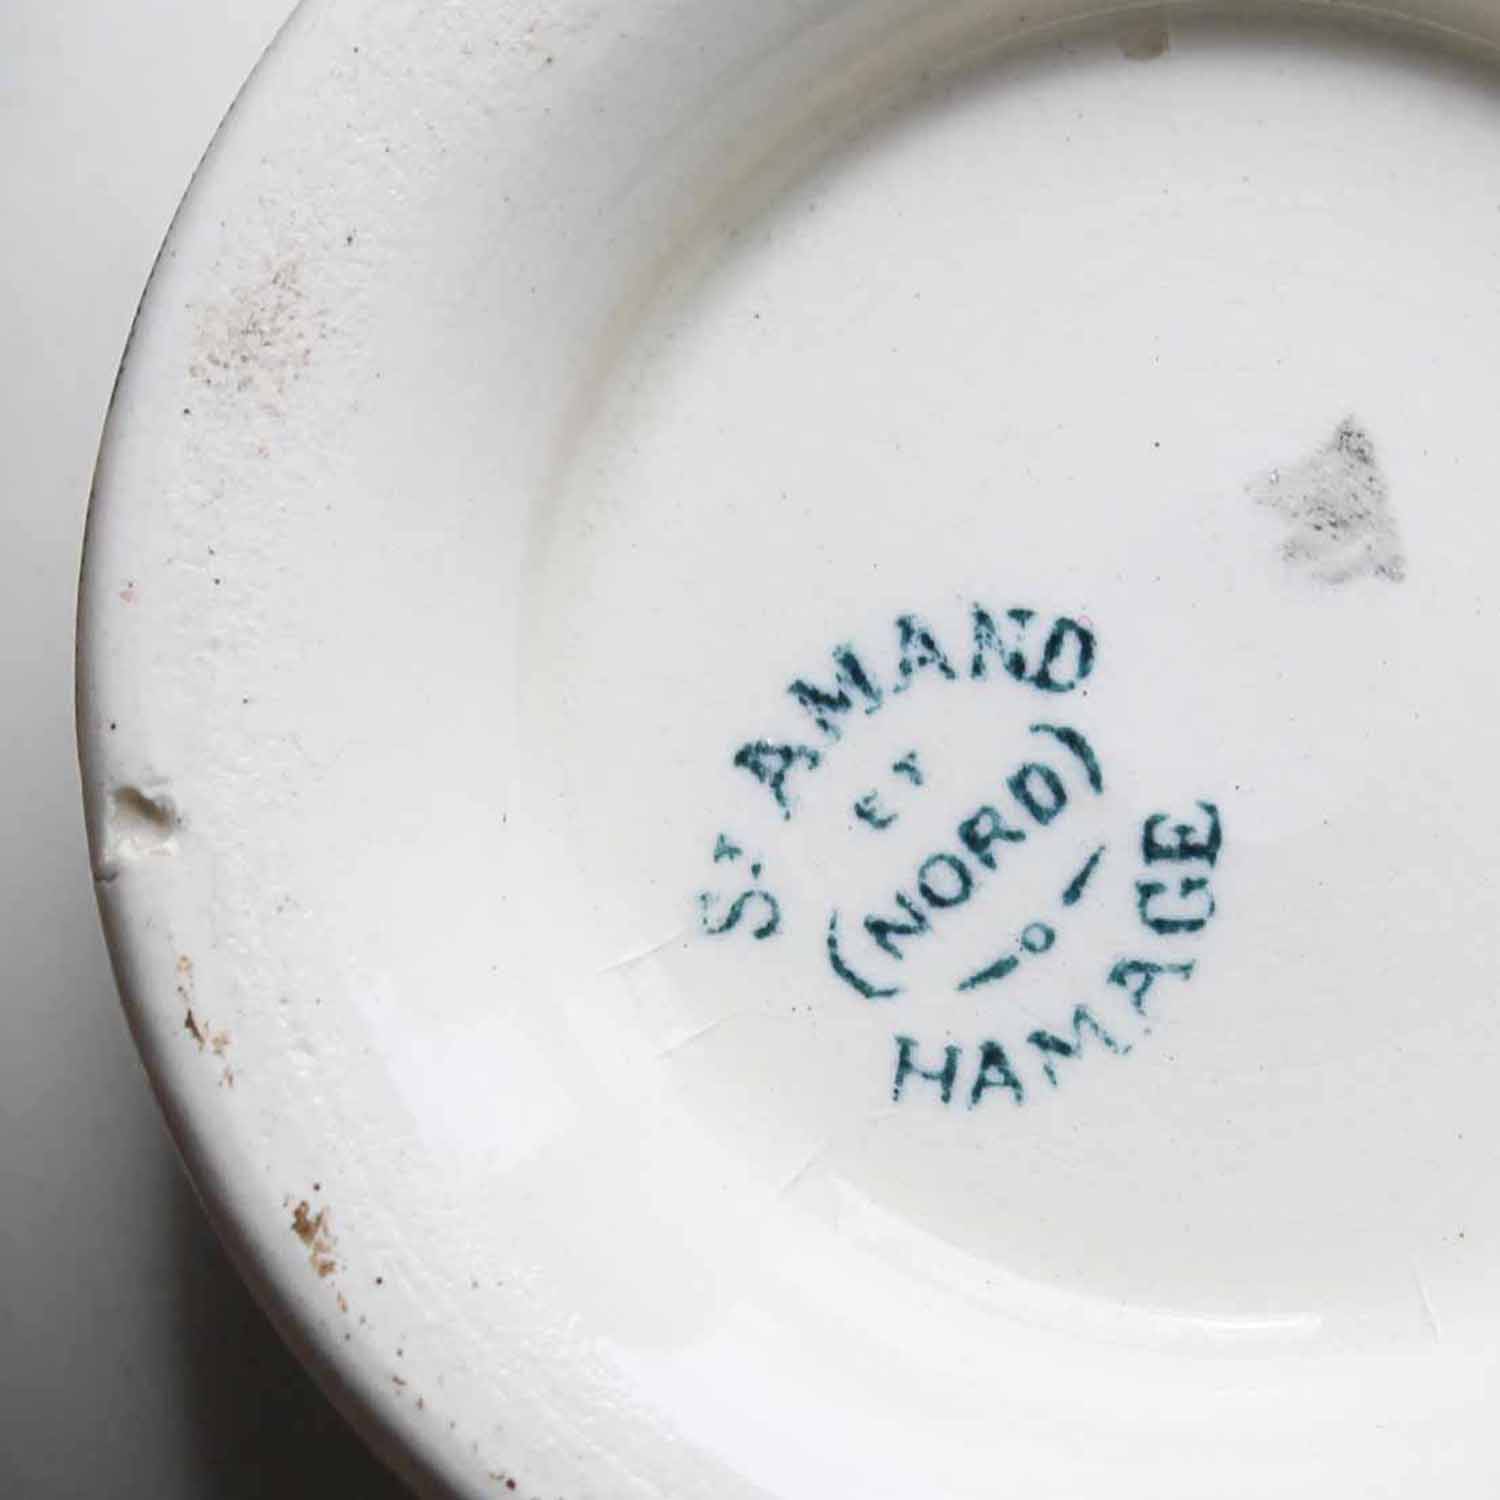 St AMAND
ET
(NORD)
— o —
HAMAGE